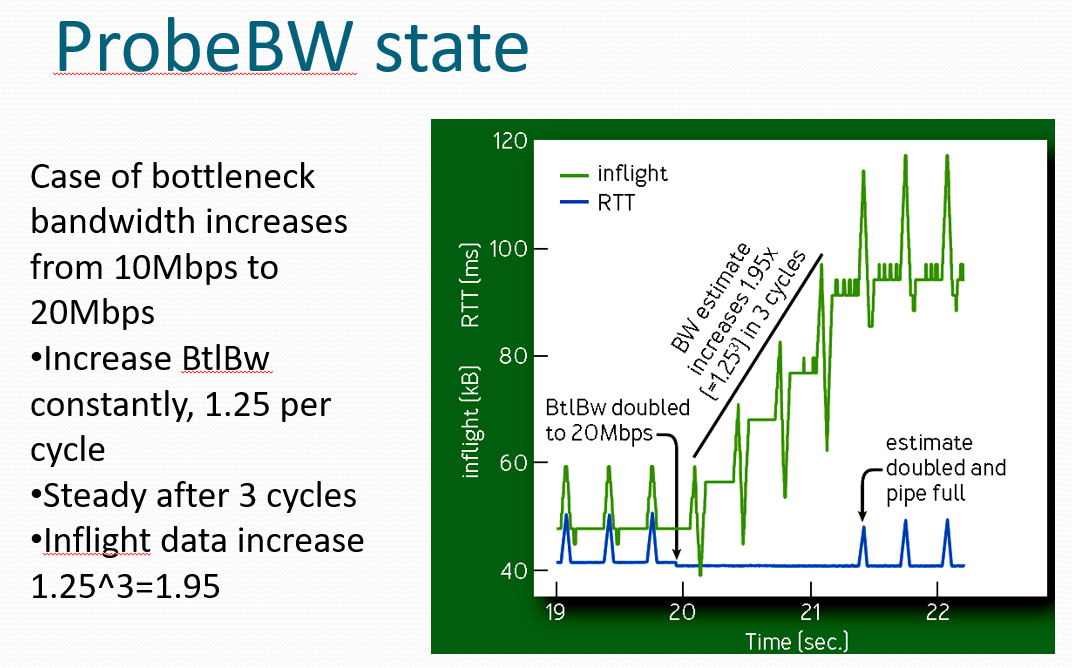 ProbeBW state
Case of bottleneck
bandwidth increases
from 10Mbps to
20Mbps
•Increase BtlBw
constantly, 1.25 per
cycle
•Steady after 3 cycles
•Inflight data increase
1.25^3=1.95
120
100
80
60
40
RTT (ms)
inflight (kB)
inflight
RTT
BW estimate
increases 1.95x
(=1.25³) in 3 cycles
BtlBw doubled
to 20Mbps
estimate
doubled and
pipe full
19
20
21
22
Time (sec.)